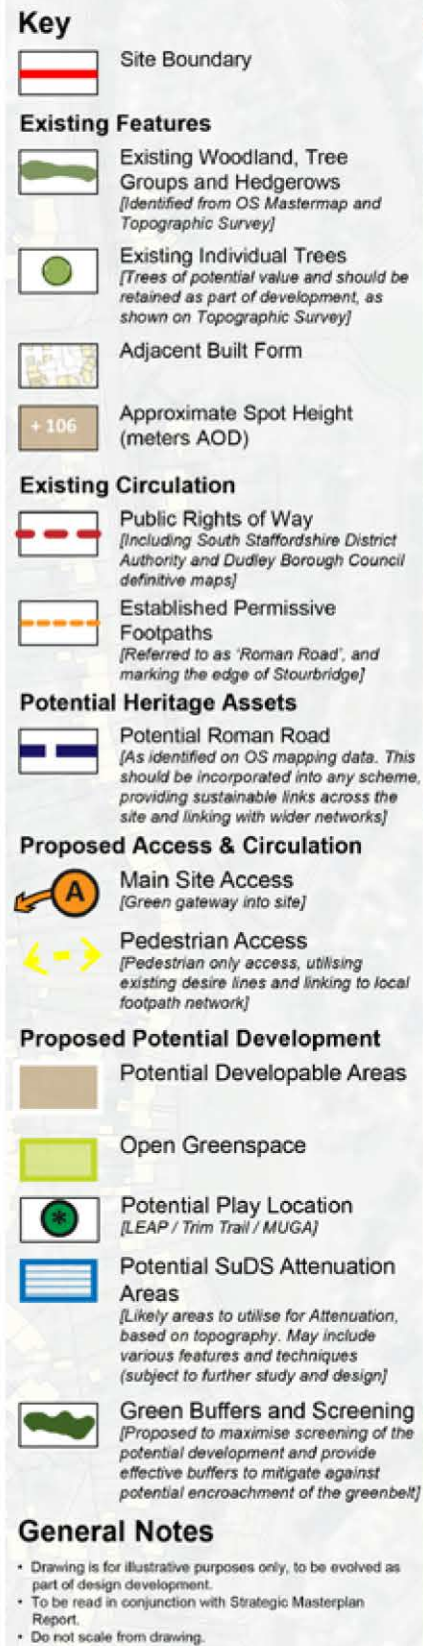 Key
Site Boundary
Existing Features
Existing Woodland, Tree
Groups and Hedgerows
[Identified from OS Mastermap and
Topographic Survey]
Existing Individual Trees
[Trees of potential value and should be
retained as part of development, as
shown on Topographic Survey]
Adjacent Built Form
+ 106
Approximate Spot Height
(meters AOD)
Existing Circulation
Public Rights of Way
[Including South Staffordshire District
Authority and Dudley Borough Council
definitive maps]
Established Permissive
Footpaths
[Referred to as 'Roman Road', and
marking the edge of Stourbridge]
Potential Heritage Assets
Potential Roman Road
[As identified on OS mapping data. This
should be incorporated into any scheme,
providing sustainable links across the
site and linking with wider networks]
Proposed Access & Circulation
A
Main Site Access
[Green gateway into site]
Pedestrian Access
[Pedestrian only access, utilising
existing desire lines and linking to local
footpath network]
Proposed Potential Development
Potential Developable Areas
Open Greenspace
*
Potential Play Location
[LEAP / Trim Trail / MUGA]
Potential SuDS Attenuation
Areas
[Likely areas to utilise for Attenuation,
based on topography. May include
various features and techniques
(subject to further study and design]
Green Buffers and Screening
[Proposed to maximise screening of the
potential development and provide
effective buffers to mitigate against
potential encroachment of the greenbelt]
General Notes
• Drawing is for illustrative purposes only, to be evolved as
part of design development.
• To be read in conjunction with Strategic Masterplan
Report.
• Do not scale from drawing.